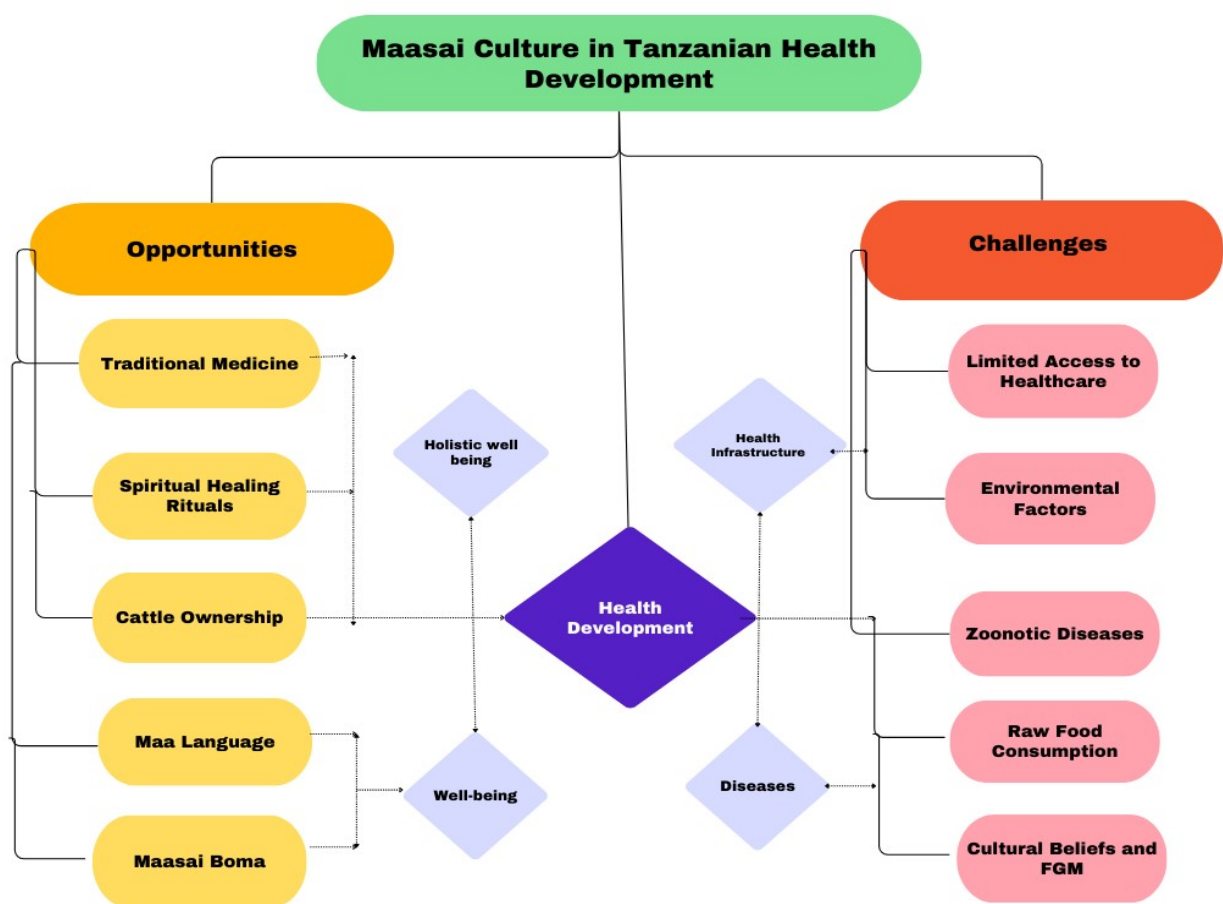 Maasai Culture in Tanzanian Health
Development
Opportunities
Challenges
Traditional Medicine
Spiritual Healing
Rituals
Cattle Ownership
Maa Language
Maasai Boma
Holistic well
being
Well-being
Health
Development
Health
Infrastructure
Diseases
Limited Access to
Healthcare
Environmental
Factors
Zoonotic Diseases
Raw Food
Consumption
Cultural Beliefs and
FGM